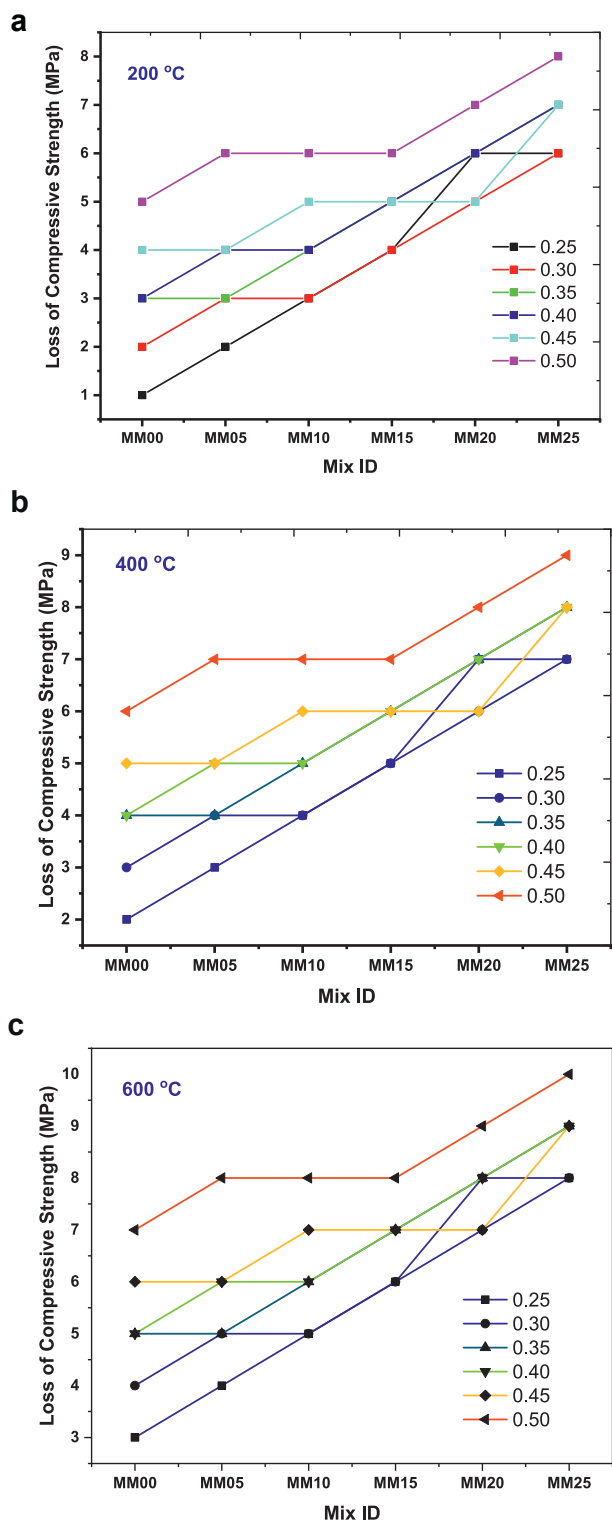 a
200 °C
Loss of Compressive Strength (MPa)
8
7
6
5
4
3
2
1
0.25
0.30
0.35
0.40
0.45
0.50
MM00 MM05 MM10 MM15 MM20 MM25
Mix ID
b
400 °C
Loss of Compressive Strength (MPa)
9
8
7
6
5
4
3
2
0.25
0.30
0.35
0.40
0.45
0.50
MM00 MM05 MM10 MM15 MM20 MM25
Mix ID
c
600 °C
Loss of Compressive Strength (MPa)
10
9
8
7
6
5
4
3
0.25
0.30
0.35
0.40
0.45
0.50
MM00 MM05 MM10 MM15 MM20 MM25
Mix ID